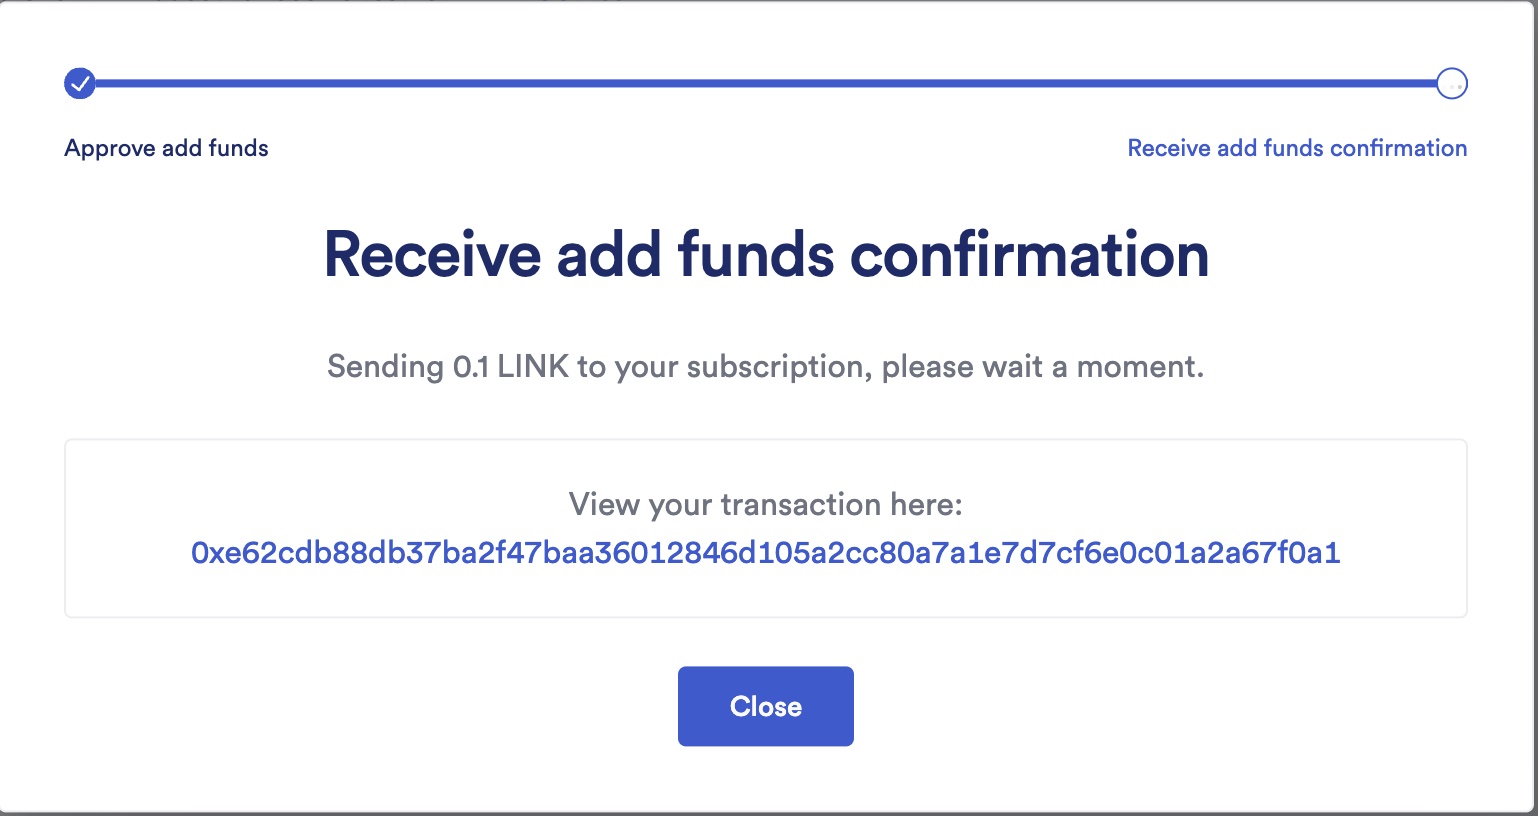 Approve add funds
Receive add funds confirmation
Receive add funds confirmation
Sending 0.1 LINK to your subscription, please wait a moment.
View your transaction here:
0xe62cdb88db37ba2f47baa36012846d105a2cc80a7a1e7d7cf6e0c01a2a67f0a1
Close